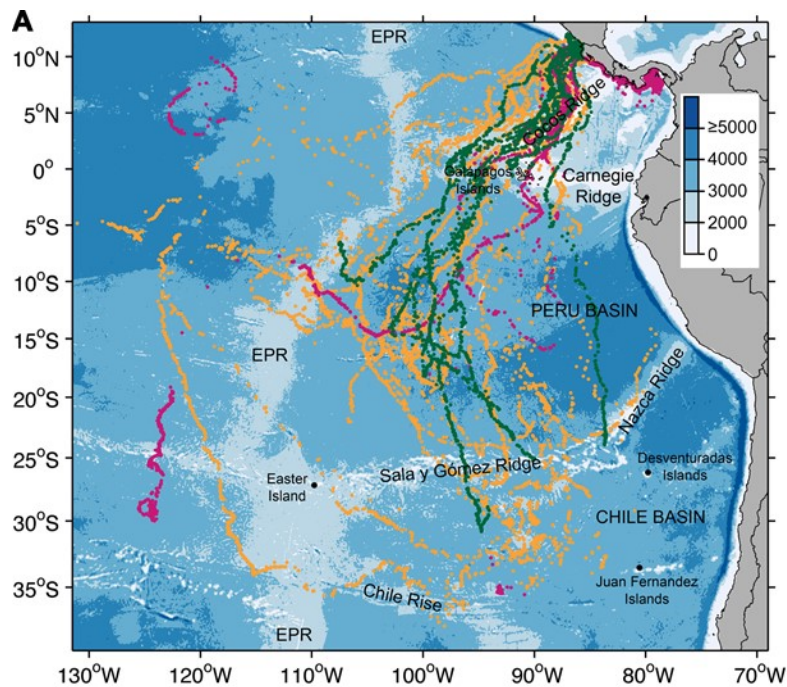 A
EPR
10°N
5°N
0°
5°S
10°S
15°S
20°S
25°S
30°S
35°S
Cocos Ridge
Galapagos
Islands
Carnegie
Ridge
≥5000
4000
3000
2000
0
PERU BASIN
EPR
Nazca Ridge
Sala y Gómez Ridge
Easter
Island
Desventuradas
Islands
CHILE BASIN
Chile Rise
Juan Fernandez
Islands
EPR
130°W
120°W
110°W
100°W
90°W
80°W
70°W